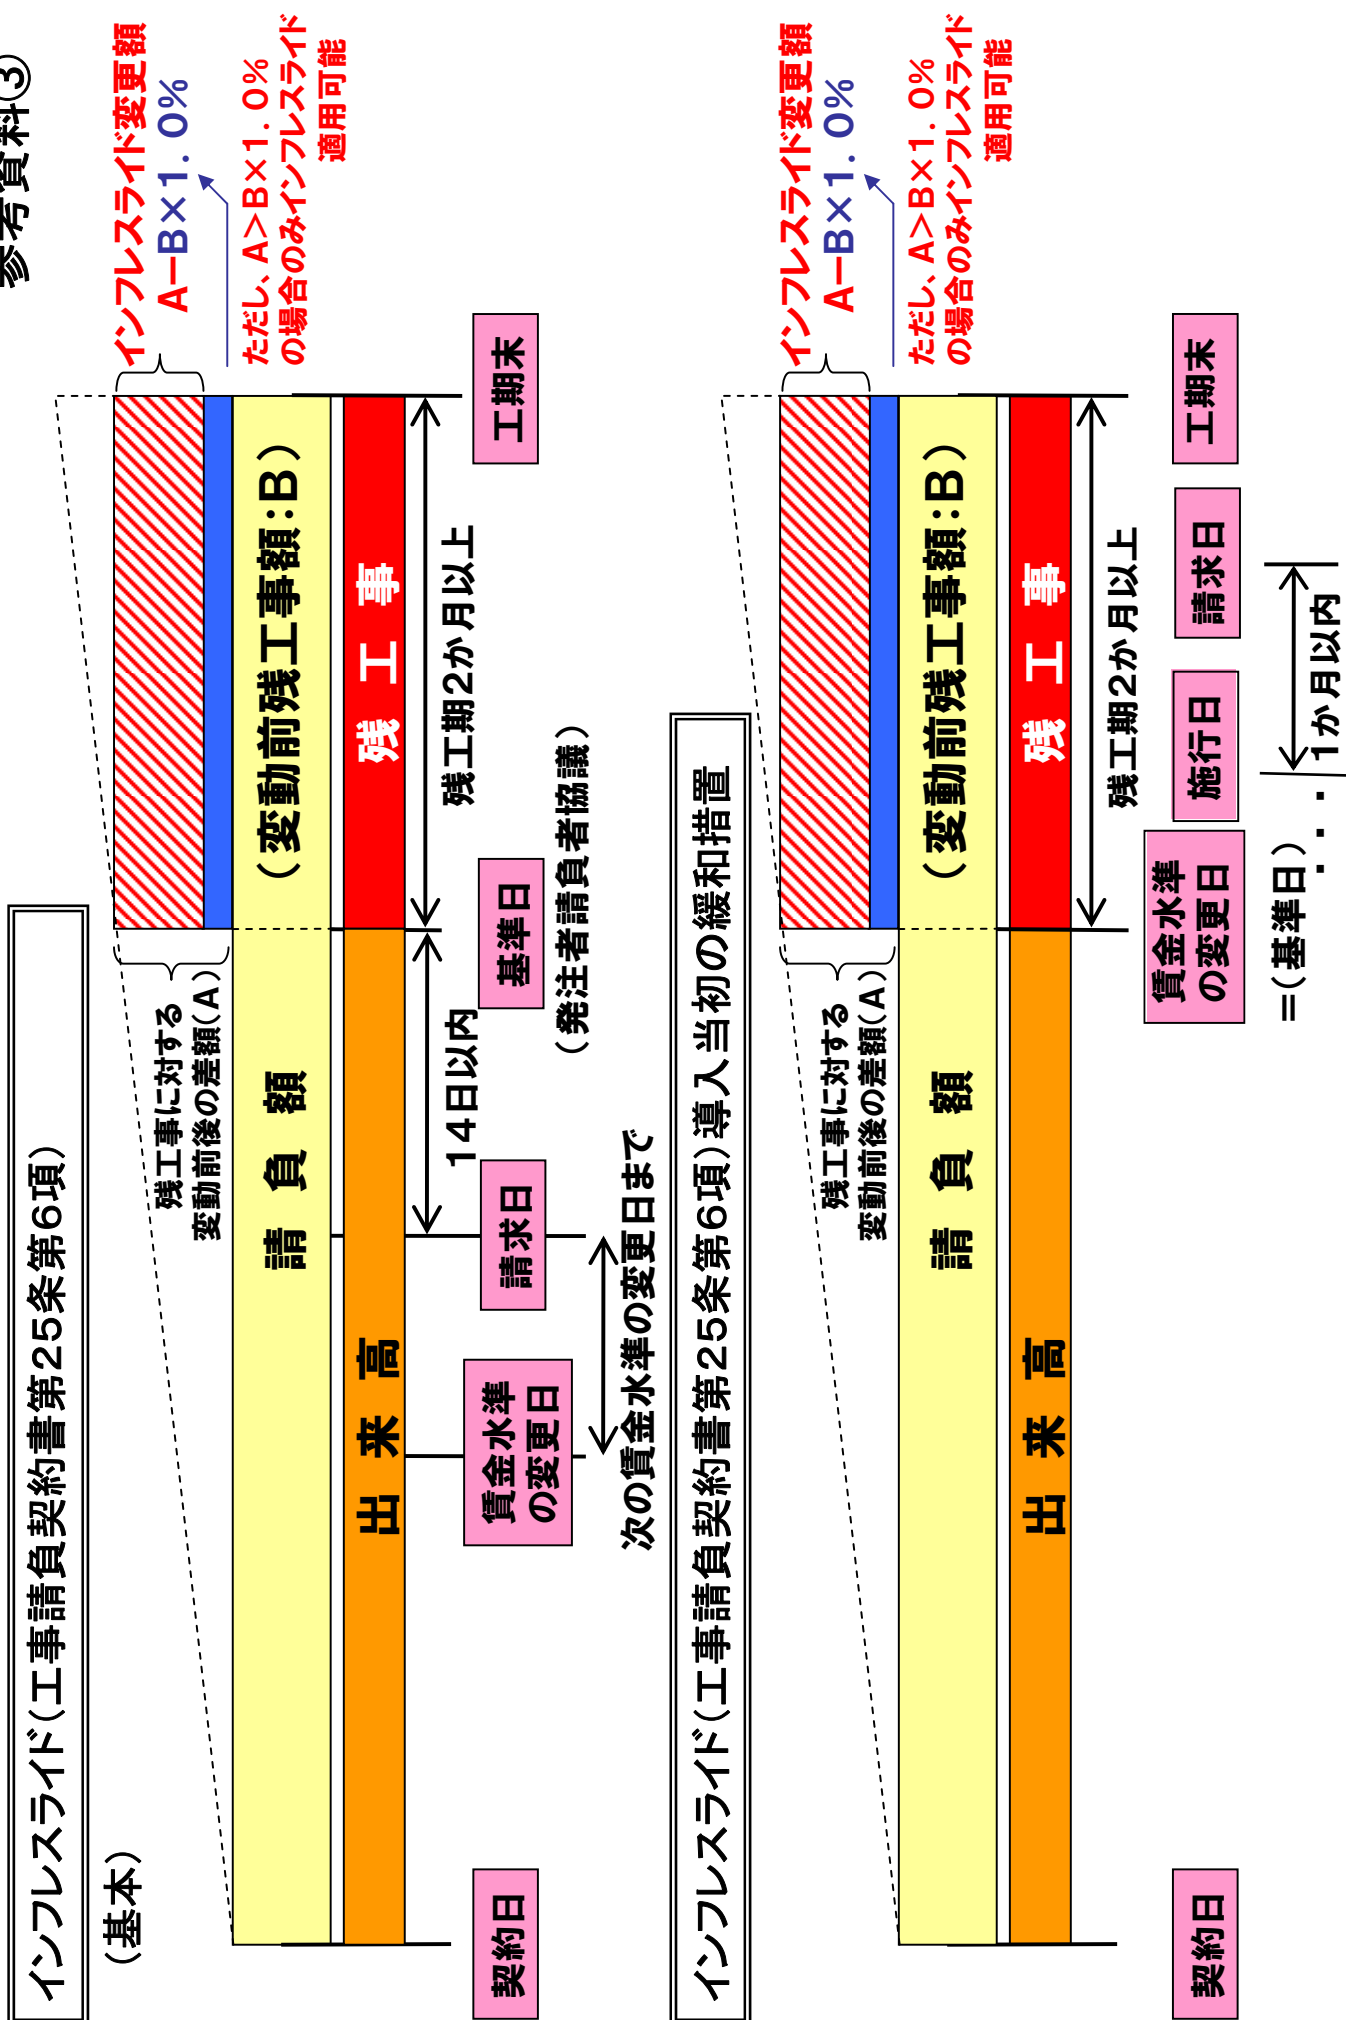 参考資料③
インフレスライド（工事請負契約書第２５条第６項）
（基本）
インフレスライド変更額
A－B×１．０％
ただし、A＞B×１．０％
の場合のみインフレスライド
適用可能
残工事に対する
変動前後の差額（A）
請　負　額
（変動前残工事額：B）
出　来　高
残　工　事
１４日以内
残工期２か月以上
契約日
賃金水準
の変更日
請求日
基準日
工期末
（発注者請負者協議）
次の賃金水準の変更日まで
インフレスライド（工事請負契約書第２５条第６項）導入当初の緩和措置
インフレスライド変更額
A－B×１．０％
ただし、A＞B×１．０％
の場合のみインフレスライド
適用可能
残工事に対する
変動前後の差額（A）
請　負　額
（変動前残工事額：B）
出　来　高
残　工　事
残工期２か月以上
契約日
賃金水準
の変更日
施行日
請求日
工期末
＝（基準日）
・・・
１か月以内